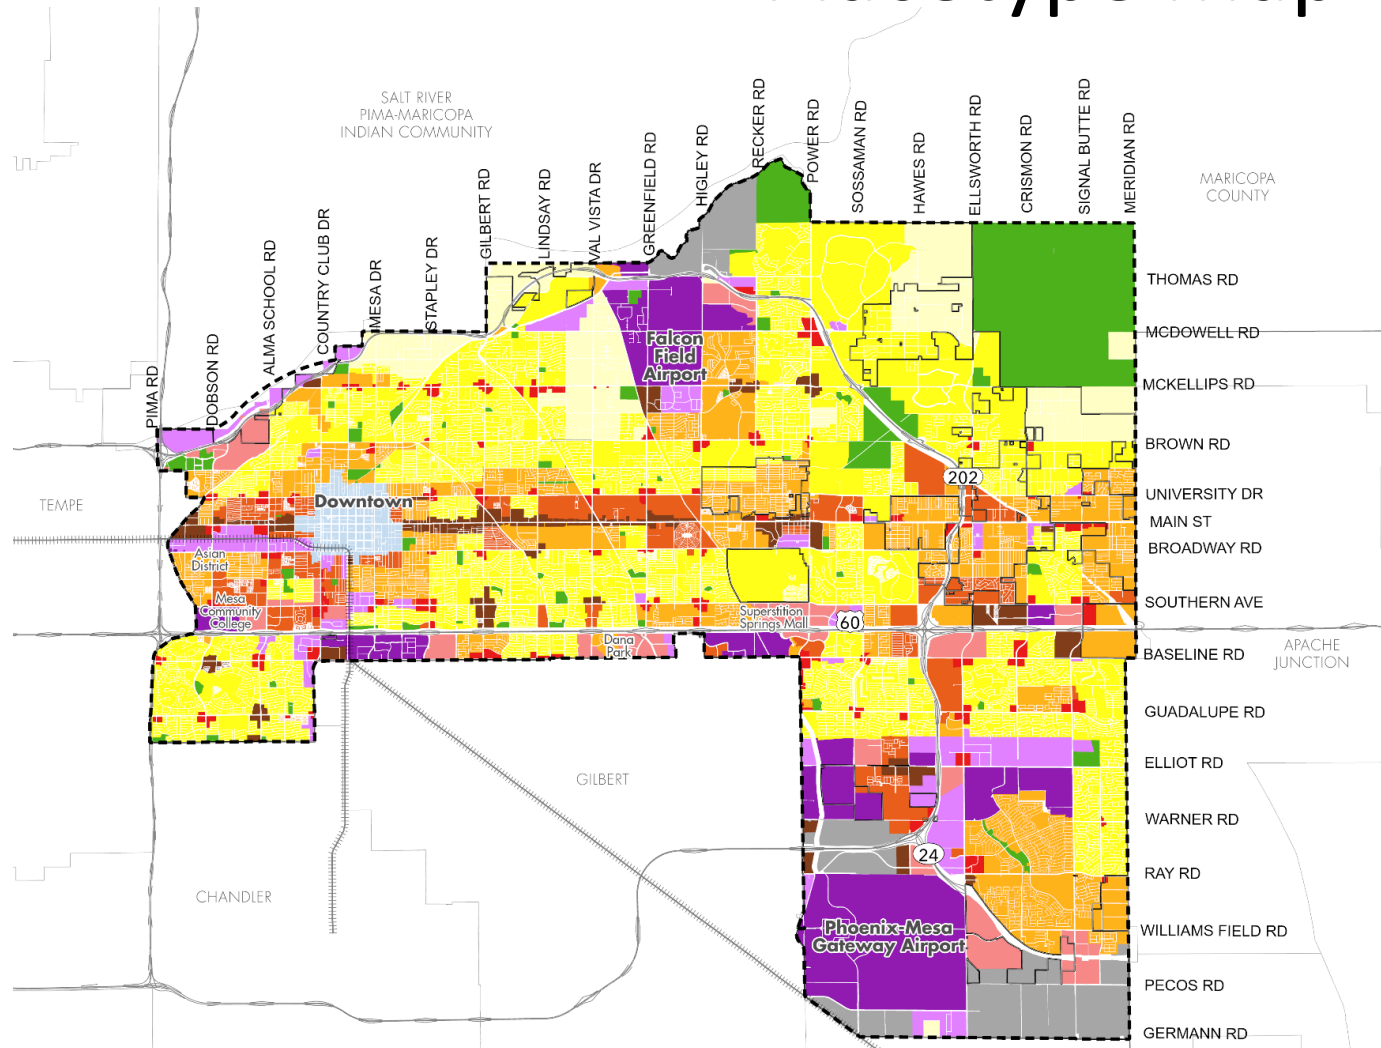 SALT RIVER
PIMA-MARICOPA
INDIAN COMMUNITY
MARICOPA
COUNTY
PIMA RD
DOBSON RD
ALMA SCHOOL RD
COUNTRY CLUB DR
MESA DR
STAPLEY DR
GILBERT RD
LINDSAY RD
VAL VISTA DR
GREENFIELD RD
HIGLEY RD
RECKER RD
POWER RD
SOSSAMAN RD
HAWES RD
ELLSWORTH RD
CRISMON RD
SIGNAL BUTTE RD
MERIDIAN RD
THOMAS RD
MCDOWELL RD
MCKELLIPS RD
BROWN RD
UNIVERSITY DR
MAIN ST
BROADWAY RD
SOUTHERN AVE
BASELINE RD
GUADALUPE RD
ELLIOT RD
WARNER RD
RAY RD
WILLIAMS FIELD RD
PECOS RD
GERMANN RD
Falcon
Field
Airport
202
TEMPE
Downtown
Asian
District
Mesa
Community
College
Superstition
Springs Mall
60
Dana
Park
APACHE
JUNCTION
GILBERT
24
CHANDLER
Phoenix-Mesa
Gateway Airport